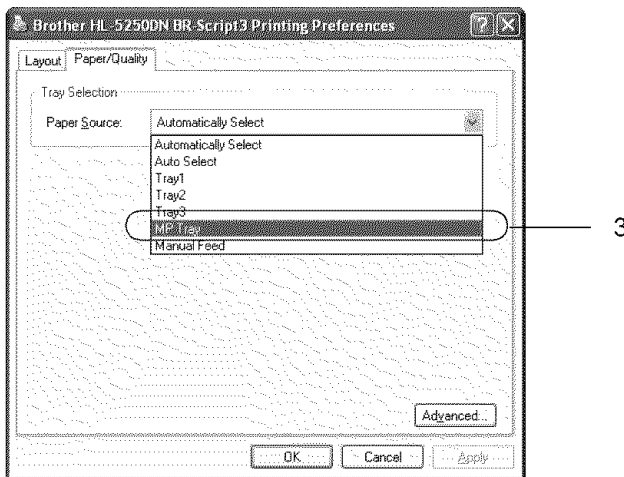 Brother HL-5250DN BR-Script3 Printing Preferences
Layout Paper/Quality
Tray Selection
Paper Source: Automatically Select
Automatically Select
Auto Select
Tray1
Tray2
Tray3
MP Tray
Manual Feed
3
Advanced...
OK Cancel Apply